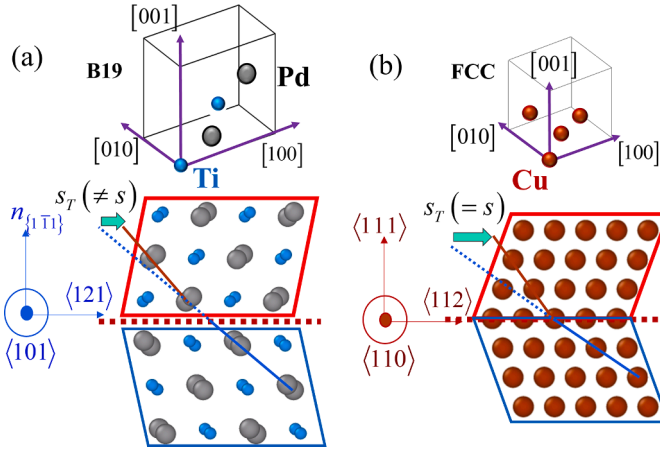 (a)
B19
[001]
Pd
[010]
[100]
Ti
s_T (≠ s)
n_{1\overline{1}1}
⟨121⟩
⟨101⟩
(b)
FCC
[001]
[010]
[100]
Cu
s_T (= s)
⟨111⟩
⟨112⟩
⟨110⟩